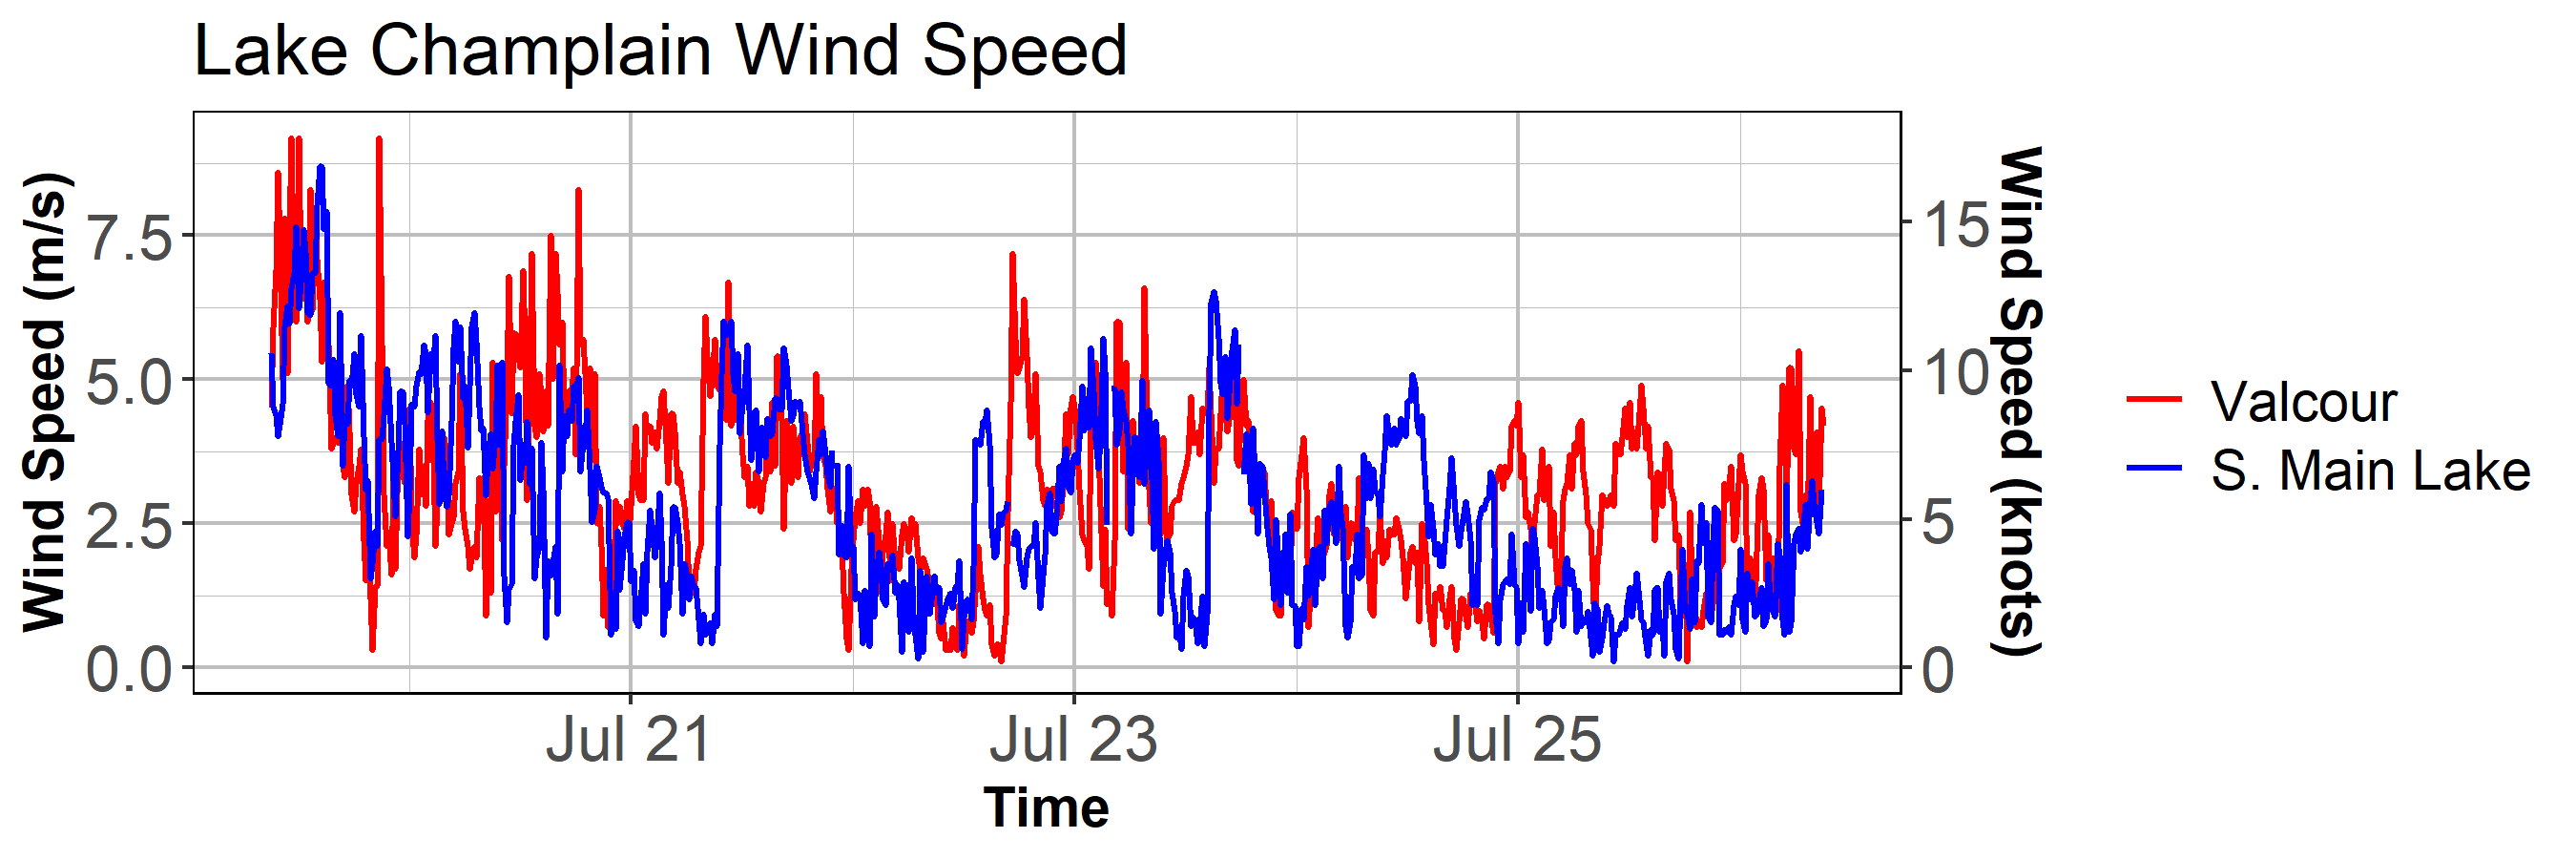 Lake Champlain Wind Speed
Wind Speed (m/s)
7.5
5.0
2.5
0.0
15
10
5
0
Wind Speed (knots)
Jul 21
Jul 23
Jul 25
Time
Valcour
S. Main Lake